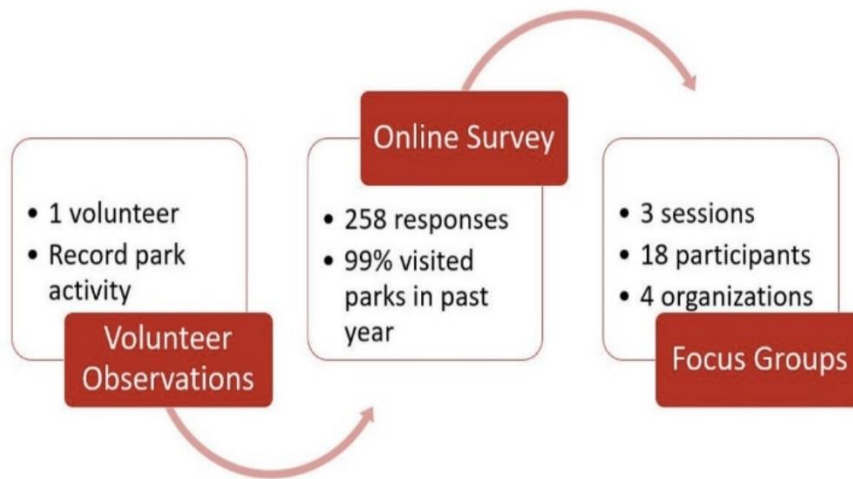 • 1 volunteer
• Record park
activity
Volunteer
Observations
Online Survey
• 258 responses
• 99% visited
parks in past
year
• 3 sessions
• 18 participants
• 4 organizations
Focus Groups